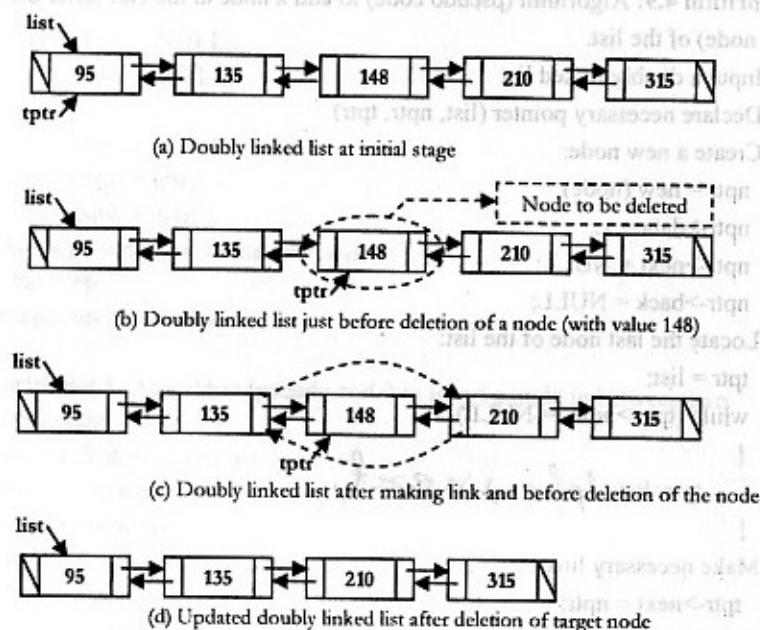 list
95 135 148 210 315
tptr
(a) Doubly linked list at initial stage
Node to be deleted
list
95 135 148 210 315
tptr
(b) Doubly linked list just before deletion of a node (with value 148)
list
95 135 148 210 315
tptr
(c) Doubly linked list after making link and before deletion of the node
list
95 135 210 315
(d) Updated doubly linked list after deletion of target node